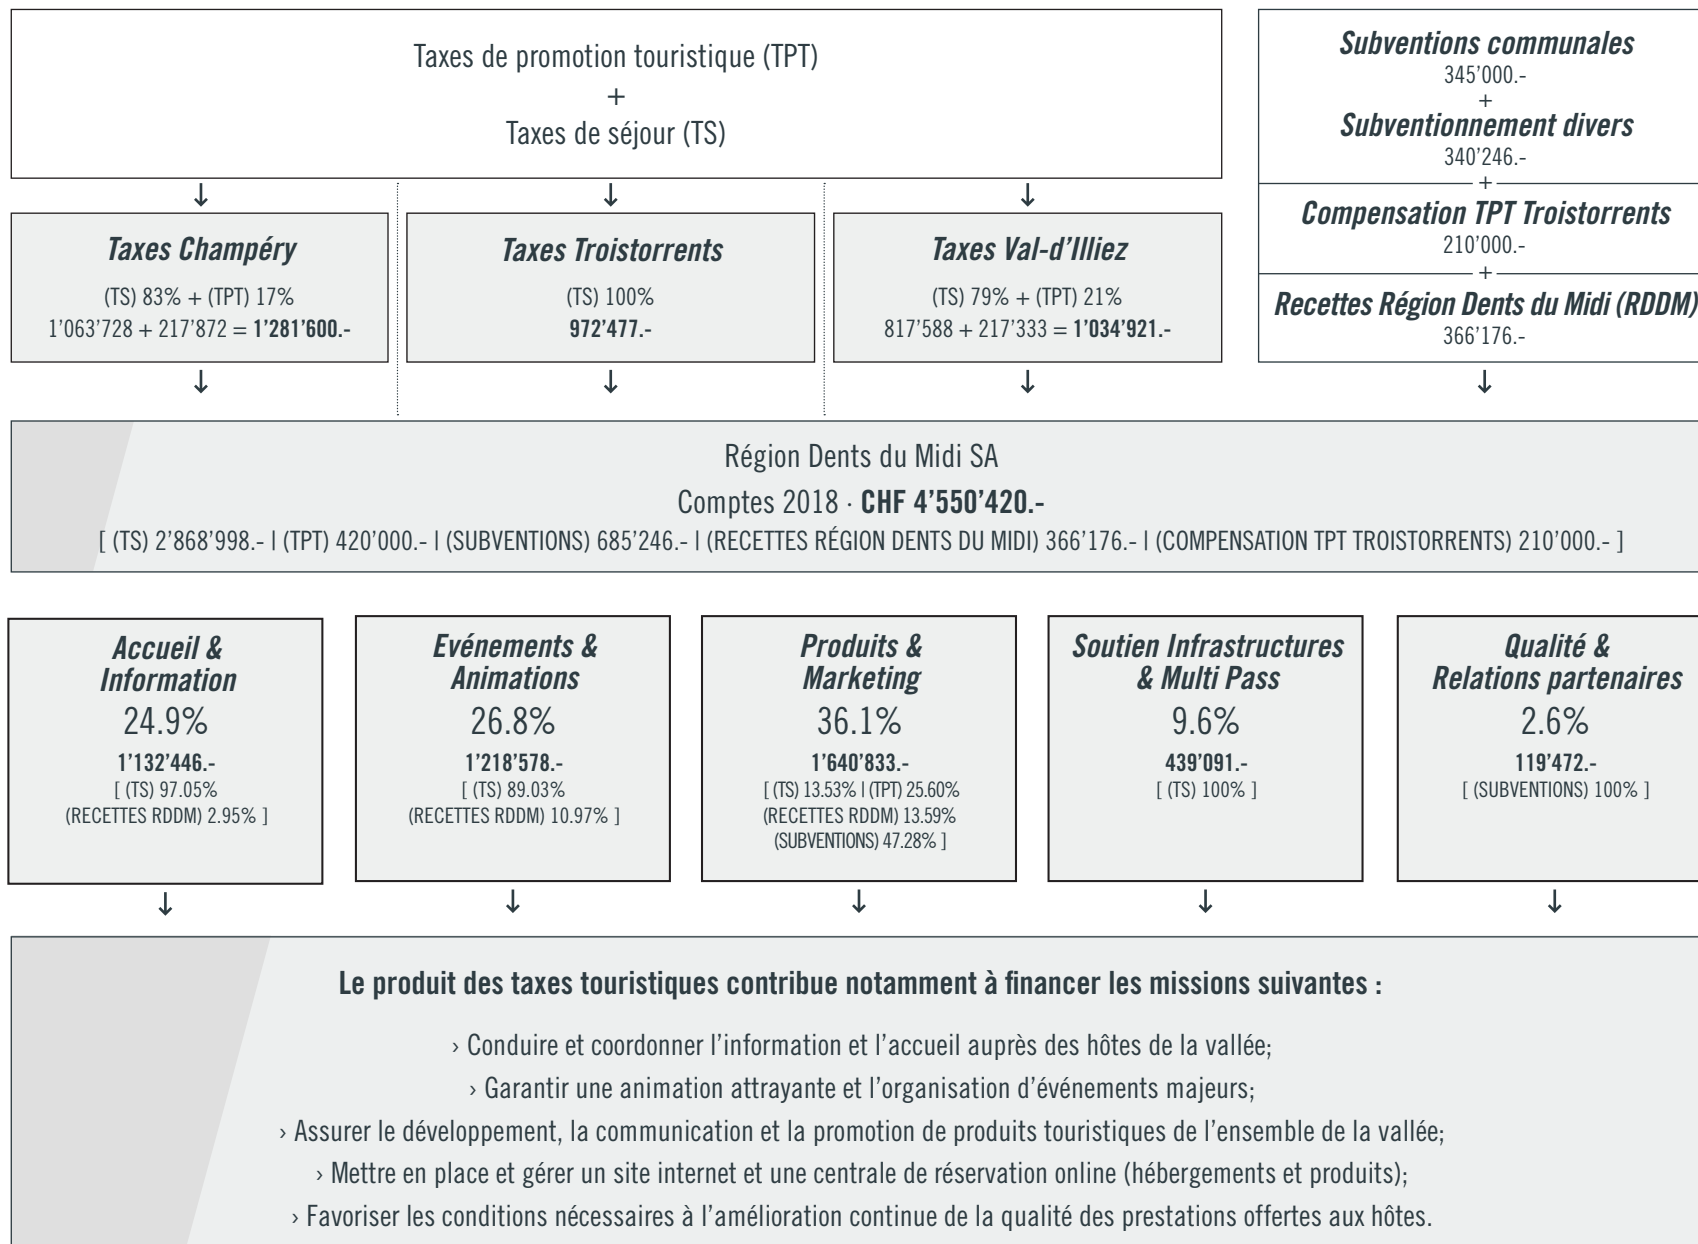 Taxes de promotion touristique (TPT)
+
Taxes de séjour (TS)
Subventions communales
345'000.-
+
Subventionnement divers
340'246.-
+
Compensation TPT Troistorrents
210'000.-
+
Recettes Région Dents du Midi (RDDM)
366'176.-
Taxes Champéry
(TS) 83% + (TPT) 17%
1'063'728 + 217'872 = 1'281'600.-
Taxes Troistorrents
(TS) 100%
972'477.-
Taxes Val-d'Illiez
(TS) 79% + (TPT) 21%
817'588 + 217'333 = 1'034'921.-
Région Dents du Midi SA
Comptes 2018 · CHF 4'550'420.-
[ (TS) 2'868'998.- I (TPT) 420'000.- I (SUBVENTIONS) 685'246.- I (RECETTES RÉGION DENTS DU MIDI) 366'176.- I (COMPENSATION TPT TROISTORRENTS) 210'000.- ]
Accueil &
Information
24.9%
1'132'446.-
[ (TS) 97.05%
(RECETTES RDDM) 2.95% ]
Evénements &
Animations
26.8%
1'218'578.-
[ (TS) 89.03%
(RECETTES RDDM) 10.97% ]
Produits &
Marketing
36.1%
1'640'833.-
[ (TS) 13.53% I (TPT) 25.60%
(RECETTES RDDM) 13.59%
(SUBVENTIONS) 47.28% ]
Soutien Infrastructures
& Multi Pass
9.6%
439'091.-
[ (TS) 100% ]
Qualité &
Relations partenaires
2.6%
119'472.-
[ (SUBVENTIONS) 100% ]
Le produit des taxes touristiques contribue notamment à financer les missions suivantes :
› Conduire et coordonner l'information et l'accueil auprès des hôtes de la vallée;
› Garantir une animation attrayante et l'organisation d'événements majeurs;
› Assurer le développement, la communication et la promotion de produits touristiques de l'ensemble de la vallée;
› Mettre en place et gérer un site internet et une centrale de réservation online (hébergements et produits);
› Favoriser les conditions nécessaires à l'amélioration continue de la qualité des prestations offertes aux hôtes.